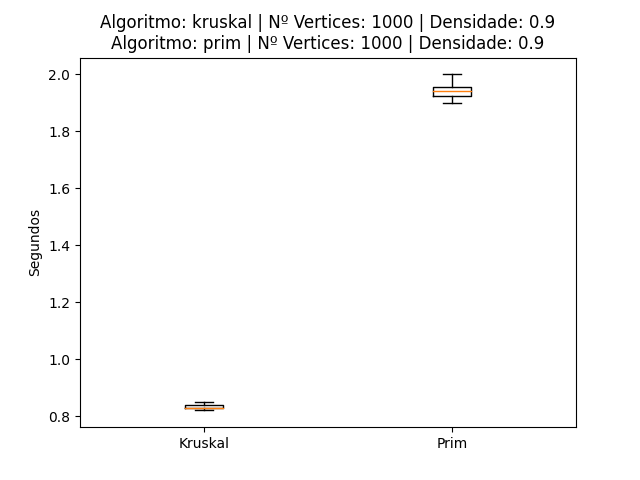 Algoritmo: kruskal | Nº Vertices: 1000 | Densidade: 0.9
Algoritmo: prim | Nº Vertices: 1000 | Densidade: 0.9
2.0
1.8
1.6
1.4
1.2
1.0
0.8
Segundos
Kruskal
Prim